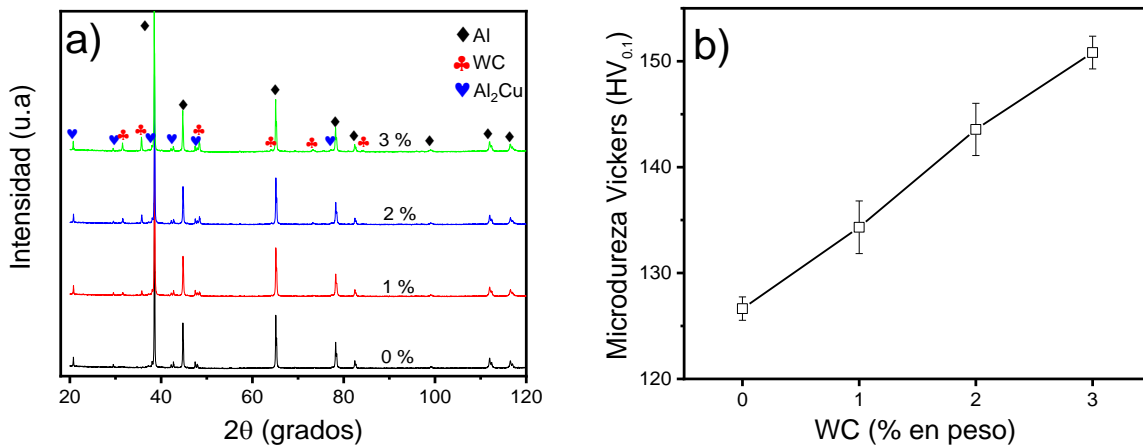 a)
Intensidad (u.a)
Al
WC
Al₂Cu
3 %
2 %
1 %
0 %
20 40 60 80 100 120
2θ (grados)
b)
Microdureza Vickers (HV₀.₁)
150
140
130
120
0 1 2 3
WC (% en peso)